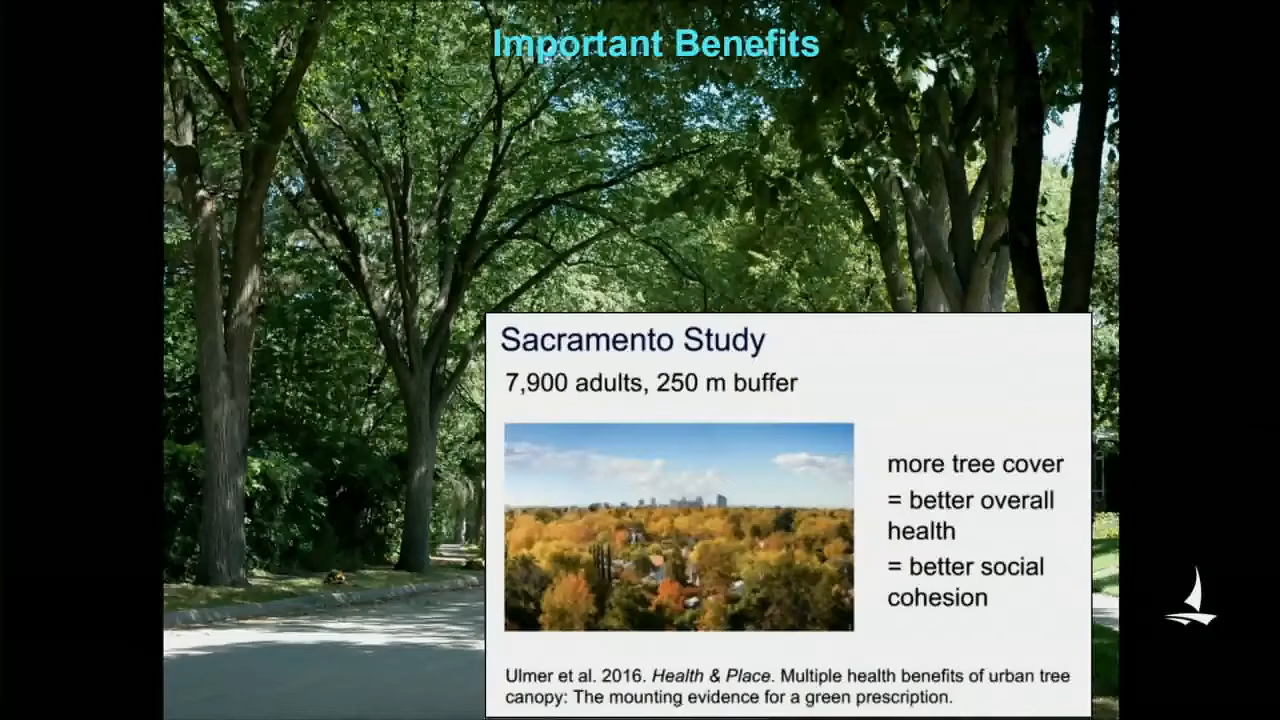 Important Benefits
Sacramento Study
7,900 adults, 250 m buffer
more tree cover
= better overall
health
= better social
cohesion
Ulmer et al. 2016. Health & Place. Multiple health benefits of urban tree
canopy: The mounting evidence for a green prescription.